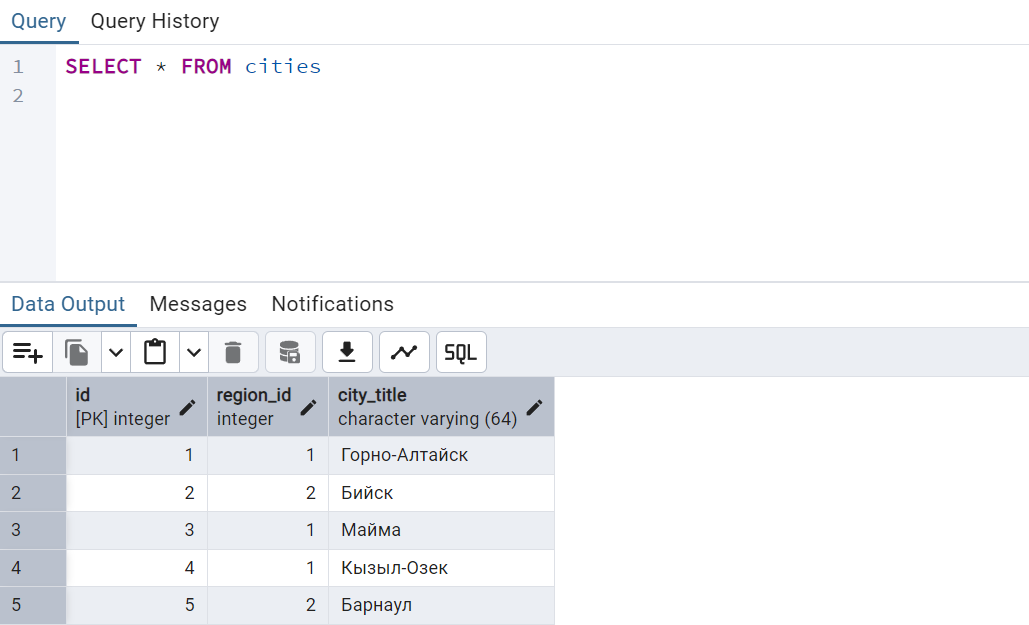 Query Query History
1 SELECT * FROM cities
2
Data Output Messages Notifications
SQL
id region_id city_title
[PK] integer integer character varying (64)
1 1 1 Горно-Алтайск
2 2 2 Бийск
3 3 1 Майма
4 4 1 Кызыл-Озек
5 5 2 Барнаул